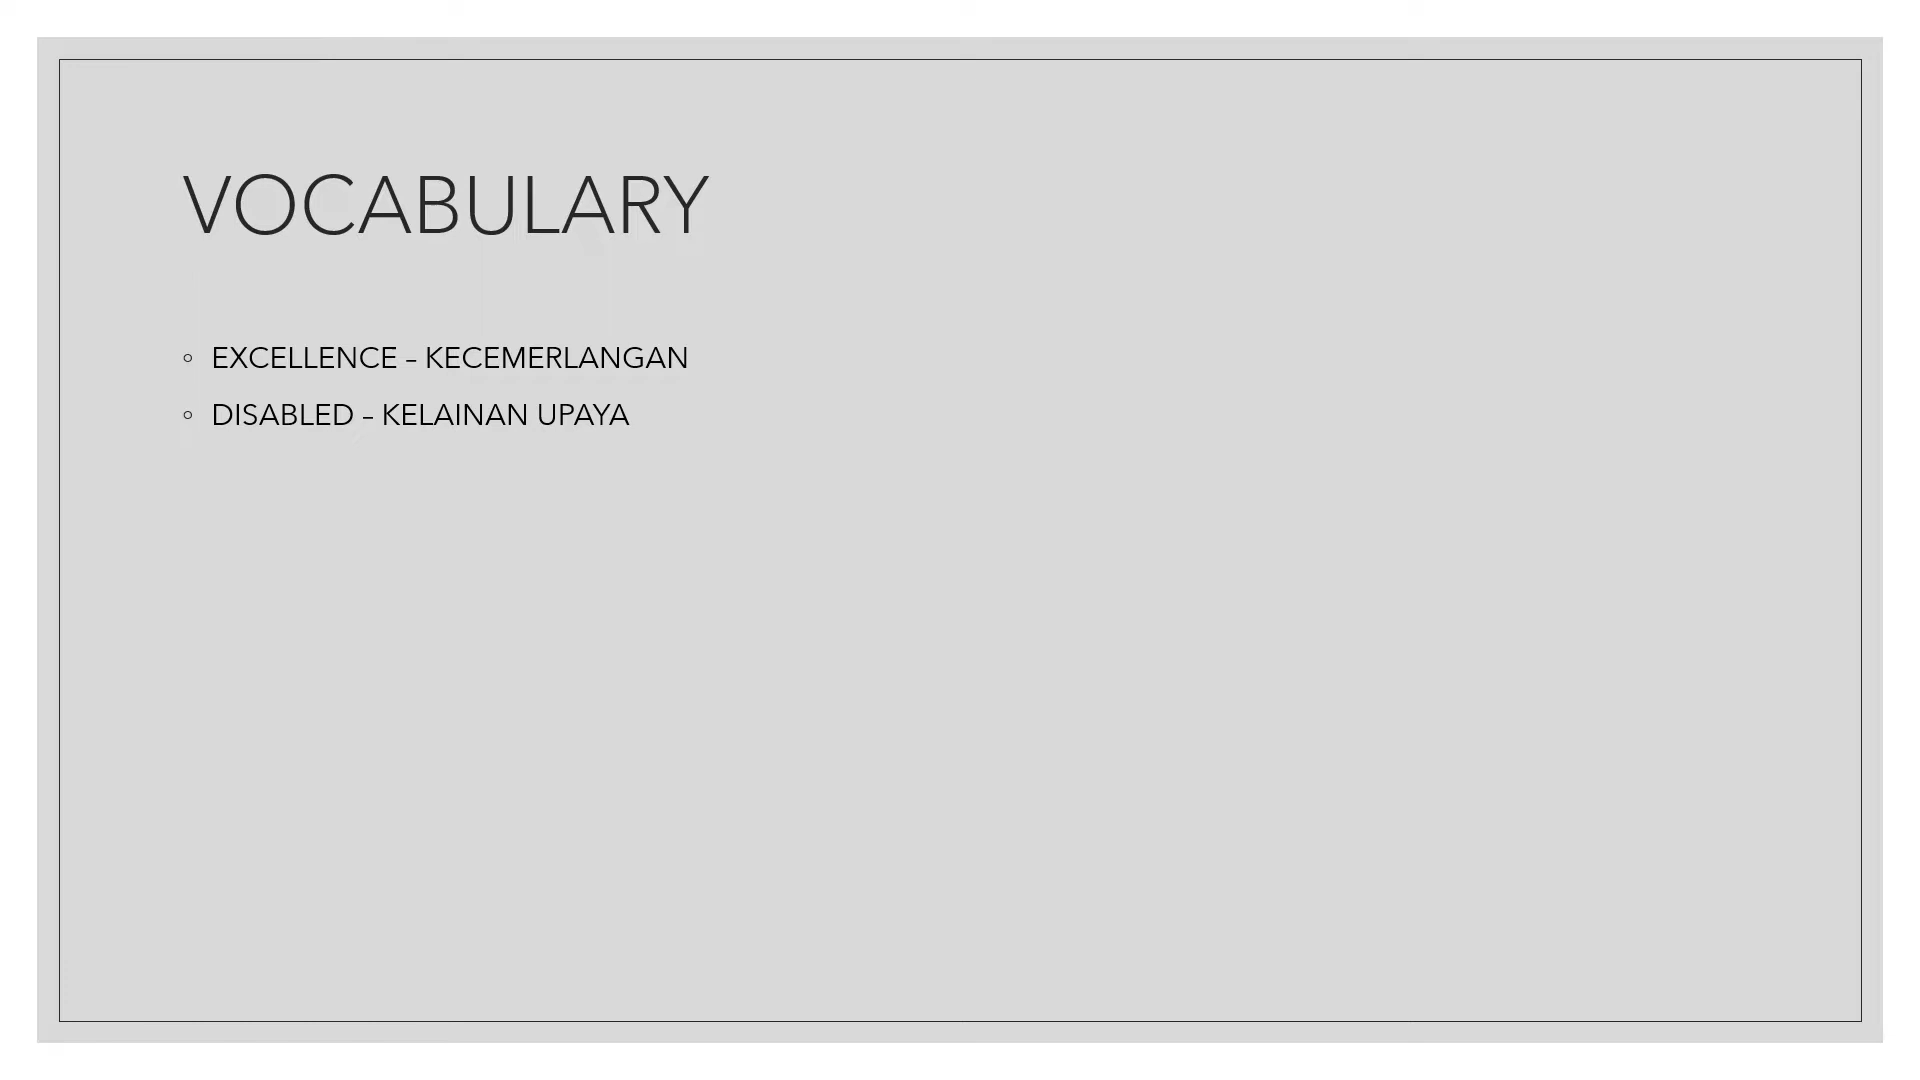 VOCABULARY
◦ EXCELLENCE – KECEMERLANGAN
◦ DISABLED – KELAINAN UPAYA